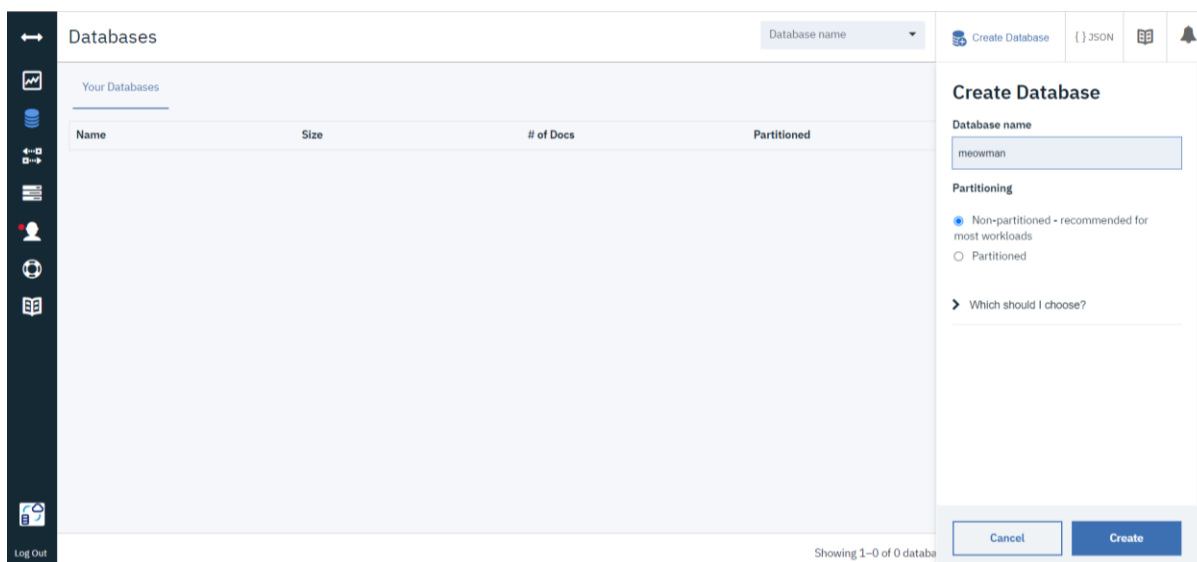 Databases
Database name
Create Database
{ } JSON
Your Databases
Name Size # of Docs Partitioned
Create Database
Database name
meowman
Partitioning
Non-partitioned - recommended for
most workloads
Partitioned
Which should I choose?
Cancel
Create
Log Out
Showing 1–0 of 0 databa